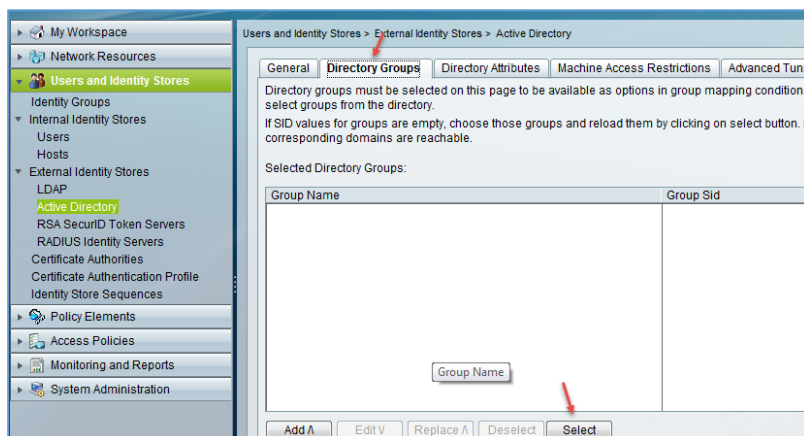 My Workspace
Network Resources
Users and Identity Stores
Identity Groups
Internal Identity Stores
Users
Hosts
External Identity Stores
LDAP
Active Directory
RSA SecurID Token Servers
RADIUS Identity Servers
Certificate Authorities
Certificate Authentication Profile
Identity Store Sequences
Policy Elements
Access Policies
Monitoring and Reports
System Administration
Users and Identity Stores > External Identity Stores > Active Directory
General Directory Groups Directory Attributes Machine Access Restrictions Advanced Tun
Directory groups must be selected on this page to be available as options in group mapping condition
select groups from the directory.
If SID values for groups are empty, choose those groups and reload them by clicking on select button.
corresponding domains are reachable.
Selected Directory Groups:
Group Name Group Sid
Group Name
Add /\ Edit \/ Replace /\ Deselect Select